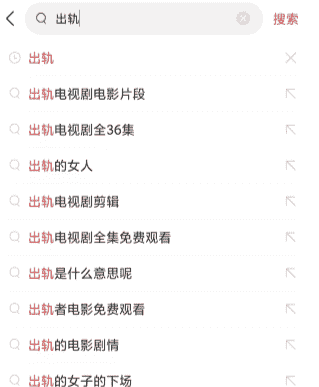 出轨 搜索
出轨
出轨电视剧电影片段
出轨电视剧全36集
出轨的女人
出轨电视剧剪辑
出轨电视剧全集免费观看
出轨是什么意思呢
出轨者电影免费观看
出轨的电影剧情
出轨的女子的下场